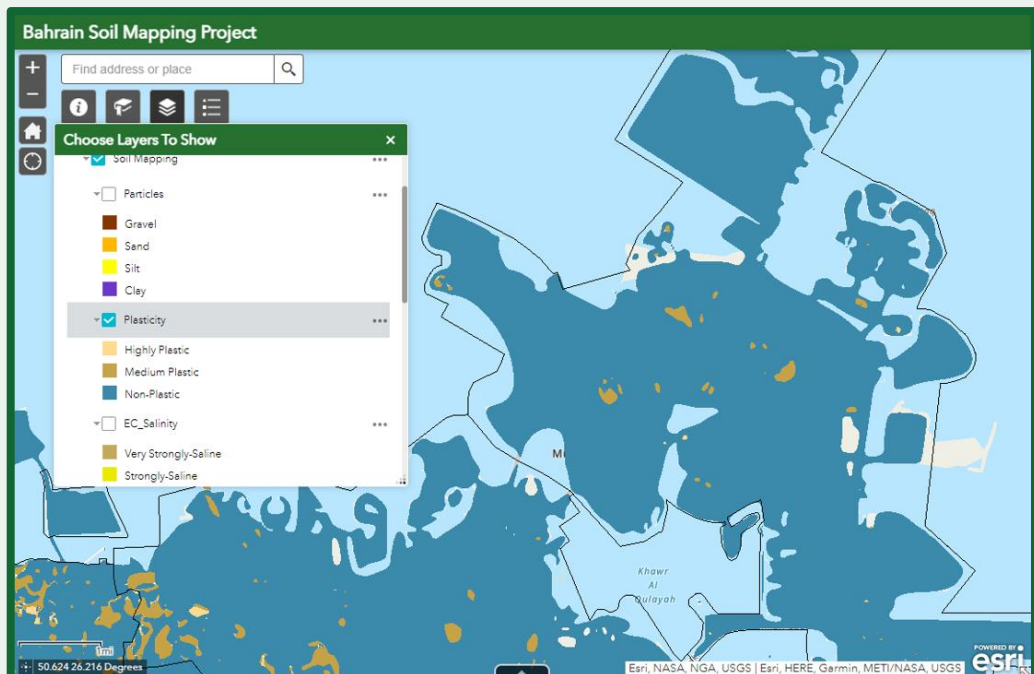 Bahrain Soil Mapping Project
+
Find address or place
−
Choose Layers To Show
×
Soil Mapping
Particles
Gravel
Sand
Silt
Clay
Plasticity
Highly Plastic
Medium Plastic
Non-Plastic
EC_Salinity
Very Strongly-Saline
Strongly-Saline
Khawr
Al
Qulayah
1mi
50.624 26.216 Degrees
Esri, NASA, NGA, USGS | Esri, HERE, Garmin, METI/NASA, USGS
POWERED BY
esri